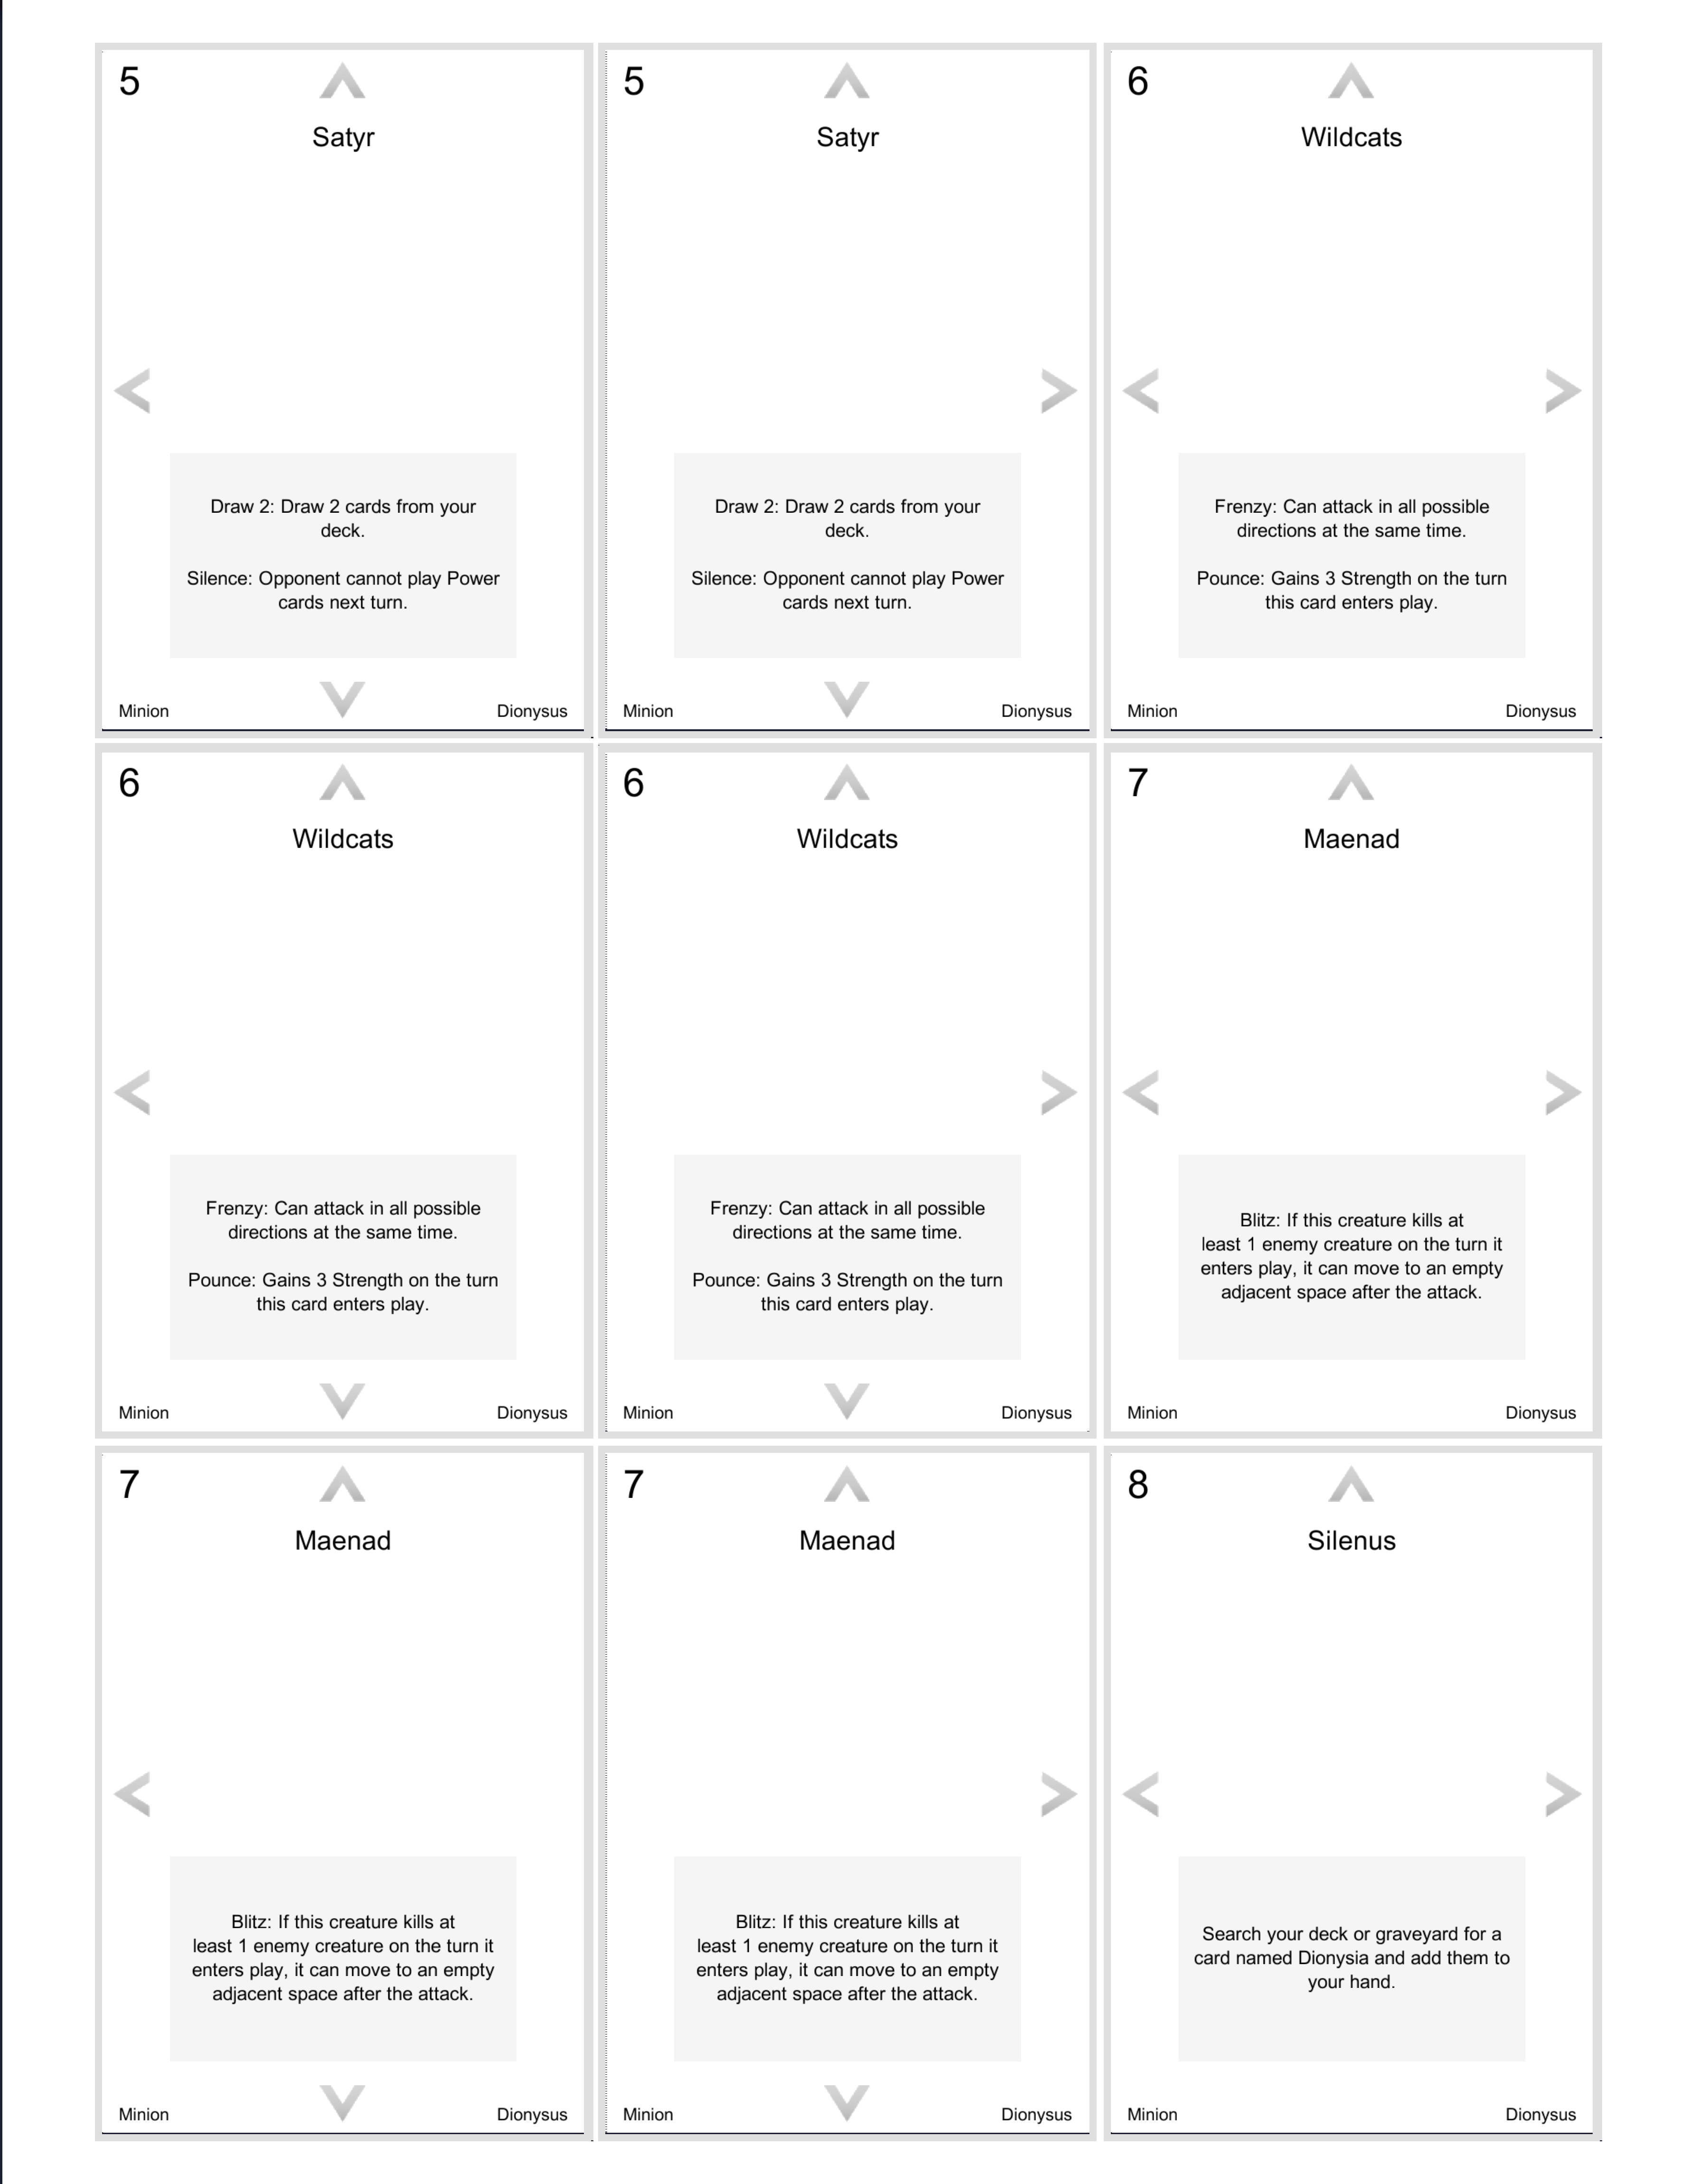 5
Satyr
Draw 2: Draw 2 cards from your
deck.
Silence: Opponent cannot play Power
cards next turn.
Minion
Dionysus
5
Satyr
Draw 2: Draw 2 cards from your
deck.
Silence: Opponent cannot play Power
cards next turn.
Minion
Dionysus
6
Wildcats
Frenzy: Can attack in all possible
directions at the same time.
Pounce: Gains 3 Strength on the turn
this card enters play.
Minion
Dionysus
6
Wildcats
Frenzy: Can attack in all possible
directions at the same time.
Pounce: Gains 3 Strength on the turn
this card enters play.
Minion
Dionysus
6
Wildcats
Frenzy: Can attack in all possible
directions at the same time.
Pounce: Gains 3 Strength on the turn
this card enters play.
Minion
Dionysus
7
Maenad
Blitz: If this creature kills at
least 1 enemy creature on the turn it
enters play, it can move to an empty
adjacent space after the attack.
Minion
Dionysus
7
Maenad
Blitz: If this creature kills at
least 1 enemy creature on the turn it
enters play, it can move to an empty
adjacent space after the attack.
Minion
Dionysus
7
Maenad
Blitz: If this creature kills at
least 1 enemy creature on the turn it
enters play, it can move to an empty
adjacent space after the attack.
Minion
Dionysus
8
Silenus
Search your deck or graveyard for a
card named Dionysia and add them to
your hand.
Minion
Dionysus